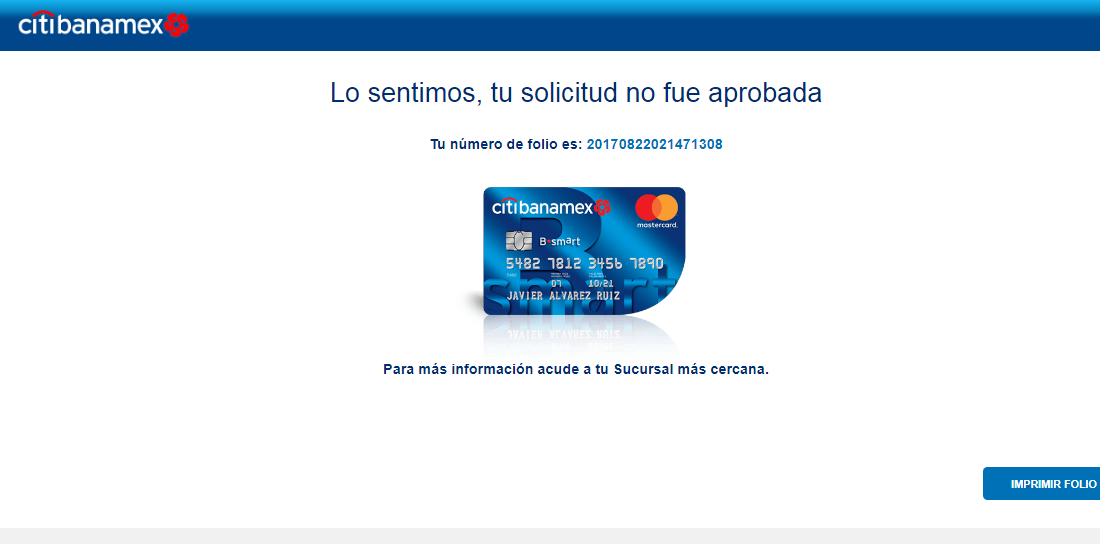 citibanamex
Lo sentimos, tu solicitud no fue aprobada
Tu número de folio es: 20170822021471308
citibanamex
mastercard.
B•smart
5482 7812 3456 7890
07 10/21
JAVIER ALVAREZ RUIZ
smart
Para más información acude a tu Sucursal más cercana.
IMPRIMIR FOLIO